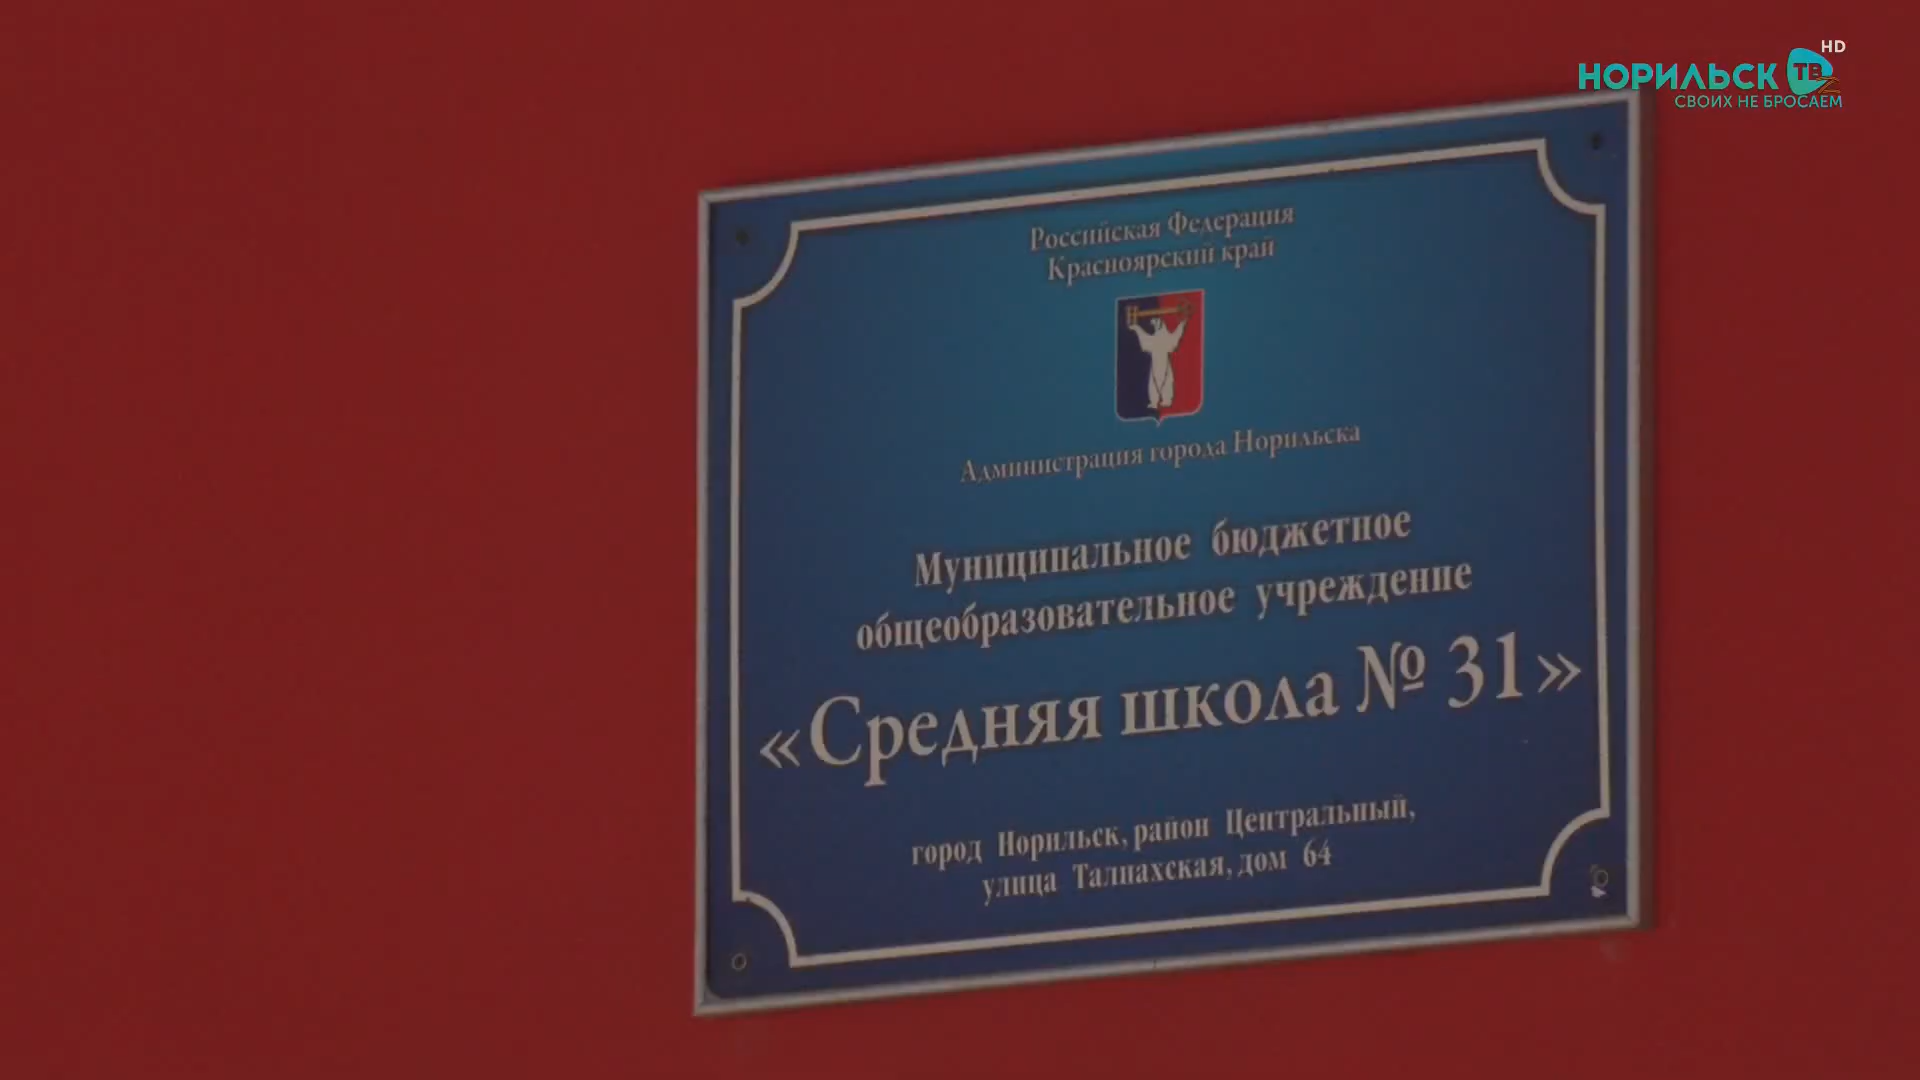 HD
НОРИЛЬСК ТВ
СВОИХ НЕ БРОСАЕМ
Российская Федерация
Красноярский край
Администрация города Норильска
Муниципальное бюджетное
общеобразовательное учреждение
«Средняя школа № 31»
город Норильск, район Центральный,
улица Талнахская, дом 64